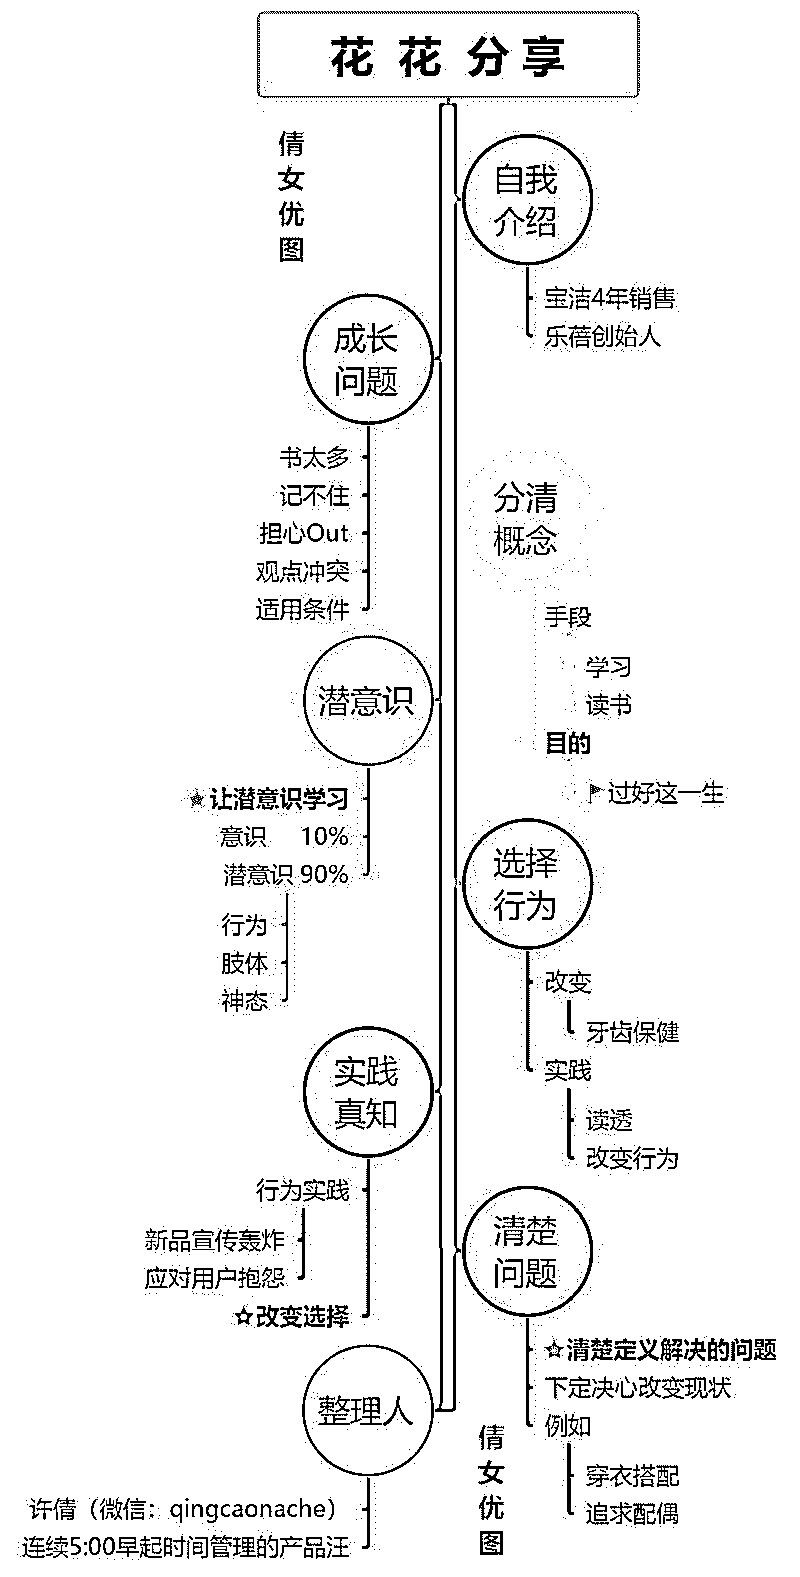 花花分享
倩女优图
自我
介绍
宝洁4年销售
乐蓓创始人
成长
问题
书太多
记不住
担心Out
观点冲突
适用条件
分清
概念
手段
学习
读书
目的
过好这一生
潜意识
让潜意识学习
意识 10%
潜意识 90%
行为
肢体
神态
选择
行为
改变
牙齿保健
实践
读透
改变行为
实践
真知
行为实践
新品宣传轰炸
应对用户抱怨
改变选择
清楚
问题
清楚定义解决的问题
下定决心改变现状
例如
穿衣搭配
追求配偶
整理人
许倩（微信：qingcaonache）
连续5:00早起时间管理的产品汪
倩女优图